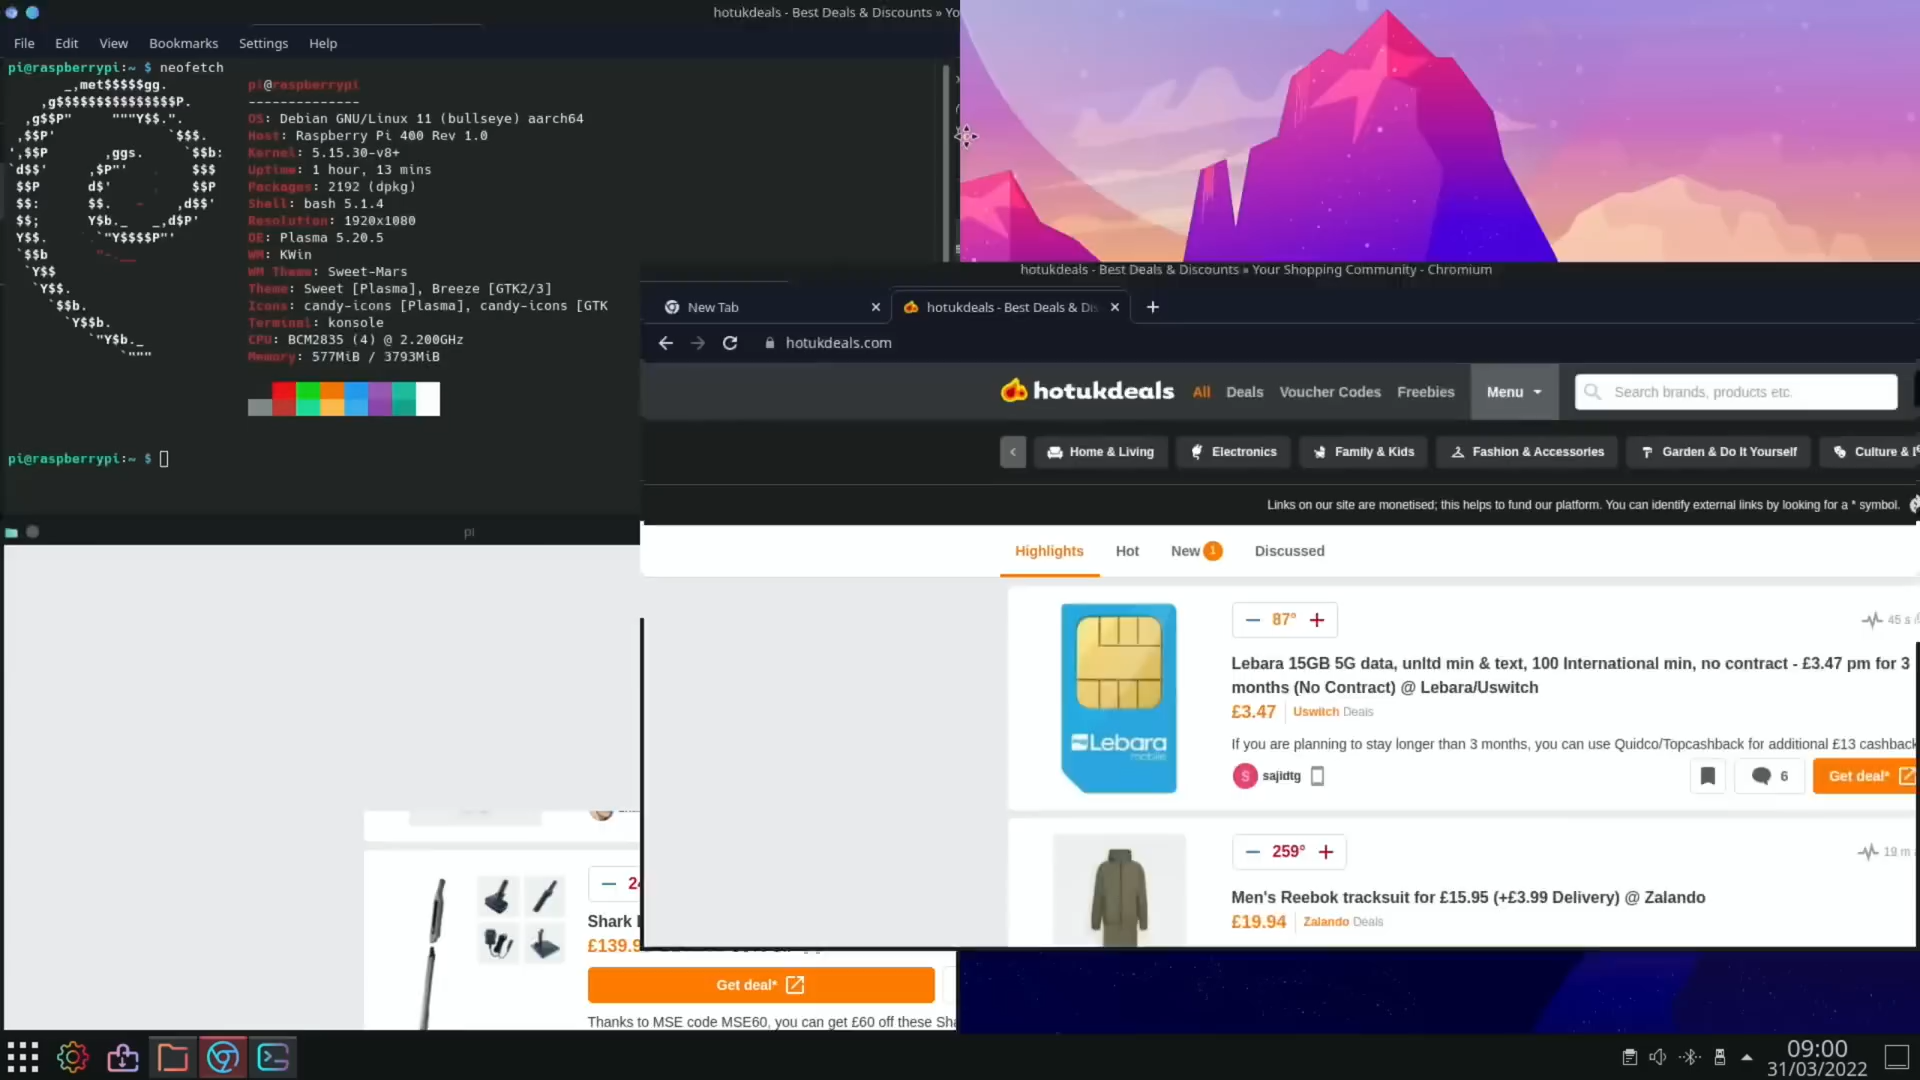 hotukdeals - Best Deals & Discounts » Yo
File Edit View Bookmarks Settings Help
pi@raspberrypi:~ $ neofetch
_,met$$$$$gg.
,g$$$$$$$$$$$$$$$P.
,g$$P" """Y$$.".
,$$P' `$$$.
',$$P ,ggs. `$$b:
`d$$' ,$P"' . $$$
$$P d$' , $$P
$$: $$. - ,d$$'
$$; Y$b._ _,d$P'
Y$$. `.`"Y$$$$P"'
`$$b "-.__
`Y$$
`Y$$.
`$$b.
`Y$$b.
`"Y$b._
`"""
pi@raspberrypi
--------------
OS: Debian GNU/Linux 11 (bullseye) aarch64
Host: Raspberry Pi 400 Rev 1.0
Kernel: 5.15.30-v8+
Uptime: 1 hour, 13 mins
Packages: 2192 (dpkg)
Shell: bash 5.1.4
Resolution: 1920x1080
DE: Plasma 5.20.5
WM: KWin
WM Theme: Sweet-Mars
Theme: Sweet [Plasma], Breeze [GTK2/3]
Icons: candy-icons [Plasma], candy-icons [GTK
Terminal: konsole
CPU: BCM2835 (4) @ 2.200GHz
Memory: 577MiB / 3793MiB
pi@raspberrypi:~ $
pi
hotukdeals - Best Deals & Discounts » Your Shopping Community - Chromium
New Tab
hotukdeals - Best Deals & Dis
hotukdeals.com
hotukdeals All Deals Voucher Codes Freebies Menu Search brands, products etc.
Home & Living Electronics Family & Kids Fashion & Accessories Garden & Do It Yourself Culture &
Links on our site are monetised; this helps to fund our platform. You can identify external links by looking for a * symbol.
Highlights Hot New 1 Discussed
87°
45 s
Lebara 15GB 5G data, unltd min & text, 100 International min, no contract - £3.47 pm for 3
months (No Contract) @ Lebara/Uswitch
£3.47 Uswitch Deals
If you are planning to stay longer than 3 months, you can use Quidco/Topcashback for additional £13 cashback
S sajidtg 6 Get deal*
Lebara
mobile
259°
19 m
Men's Reebok tracksuit for £15.95 (+£3.99 Delivery) @ Zalando
£19.94 Zalando Deals
24
Shark
£139.9
Get deal*
Thanks to MSE code MSE60, you can get £60 off these Sha
09:00
31/03/2022